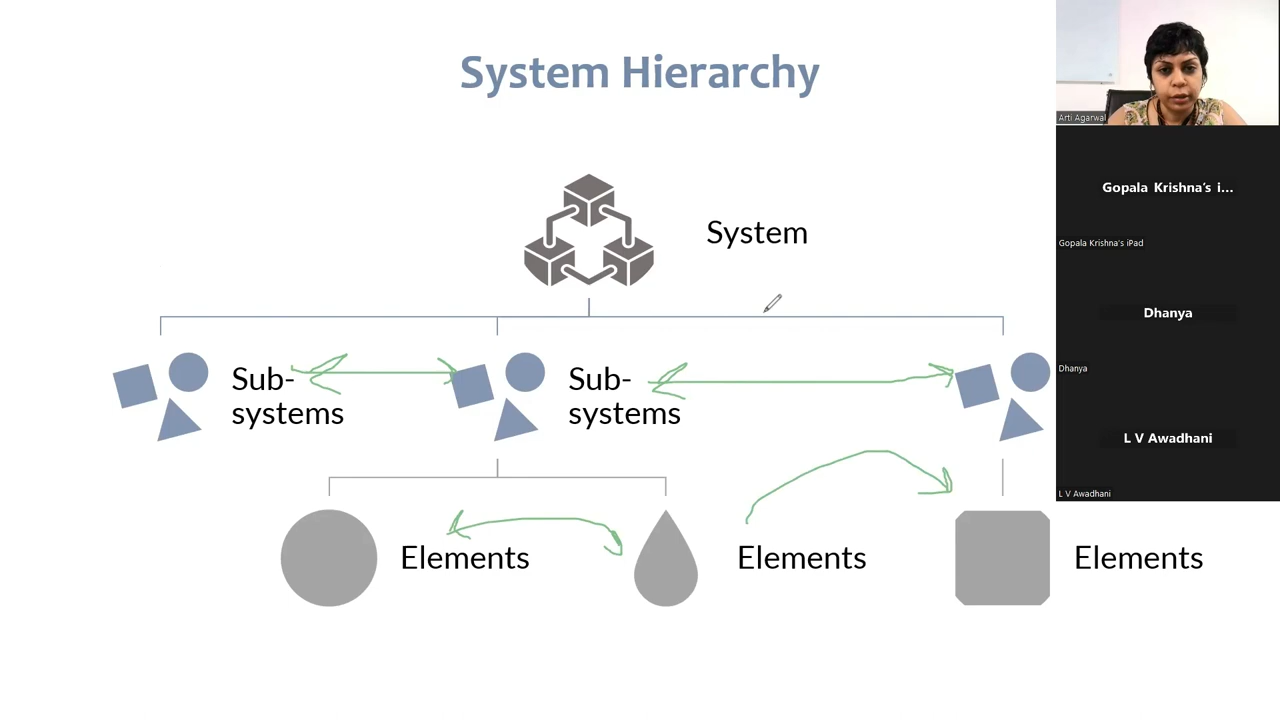 System Hierarchy
System
Sub-
systems
Sub-
systems
Elements
Elements
Elements
Arti Agarwal
Gopala Krishna's i...
Gopala Krishna's iPad
Dhanya
Dhanya
L V Awadhani
L V Awadhani